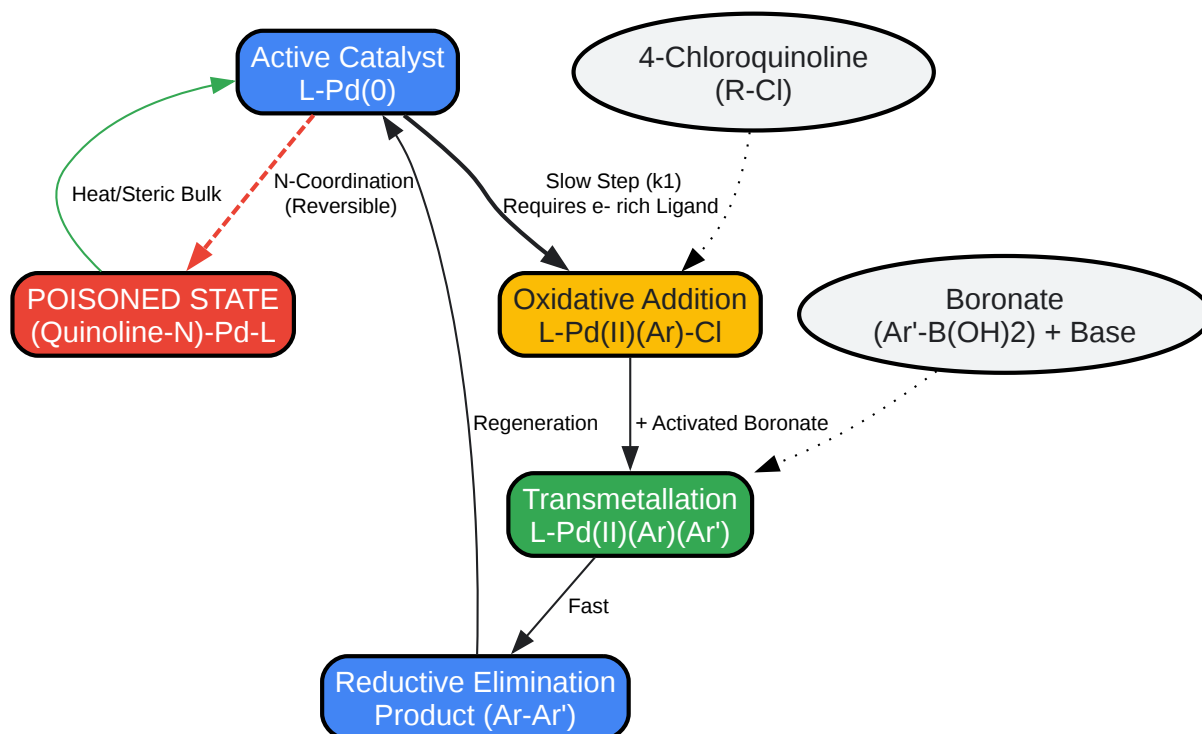 Active Catalyst
L-Pd(0)
4-Chloroquinoline
(R-Cl)
Heat/Steric Bulk
N-Coordination
(Reversible)
Slow Step (k1)
Requires e- rich Ligand
POISONED STATE
(Quinoline-N)-Pd-L
Oxidative Addition
L-Pd(II)(Ar)-Cl
Boronate
(Ar'-B(OH)2) + Base
Regeneration
+ Activated Boronate
Transmetallation
L-Pd(II)(Ar)(Ar')
Fast
Reductive Elimination
Product (Ar-Ar')